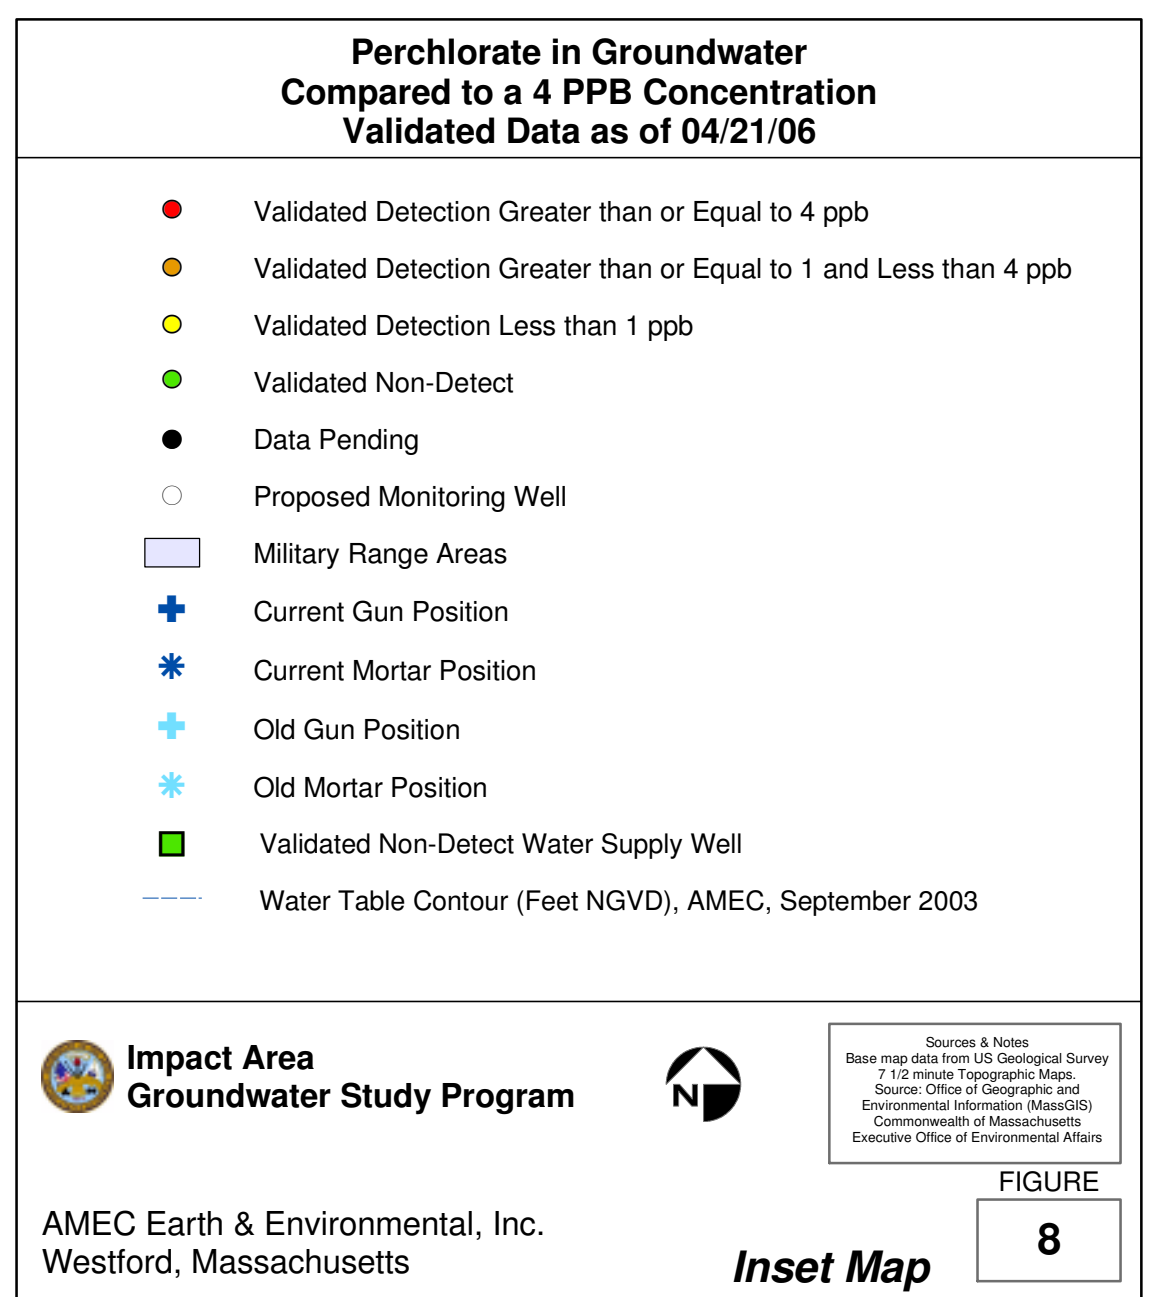 Perchlorate in Groundwater
Compared to a 4 PPB Concentration
Validated Data as of 04/21/06
Validated Detection Greater than or Equal to 4 ppb
Validated Detection Greater than or Equal to 1 and Less than 4 ppb
Validated Detection Less than 1 ppb
Validated Non-Detect
Data Pending
Proposed Monitoring Well
Military Range Areas
Current Gun Position
Current Mortar Position
Old Gun Position
Old Mortar Position
Validated Non-Detect Water Supply Well
Water Table Contour (Feet NGVD), AMEC, September 2003
Impact Area
Groundwater Study Program
N
Sources & Notes
Base map data from US Geological Survey
7 1/2 minute Topographic Maps.
Source: Office of Geographic and
Environmental Information (MassGIS)
Commonwealth of Massachusetts
Executive Office of Environmental Affairs
AMEC Earth & Environmental, Inc.
Westford, Massachusetts
Inset Map
FIGURE
8